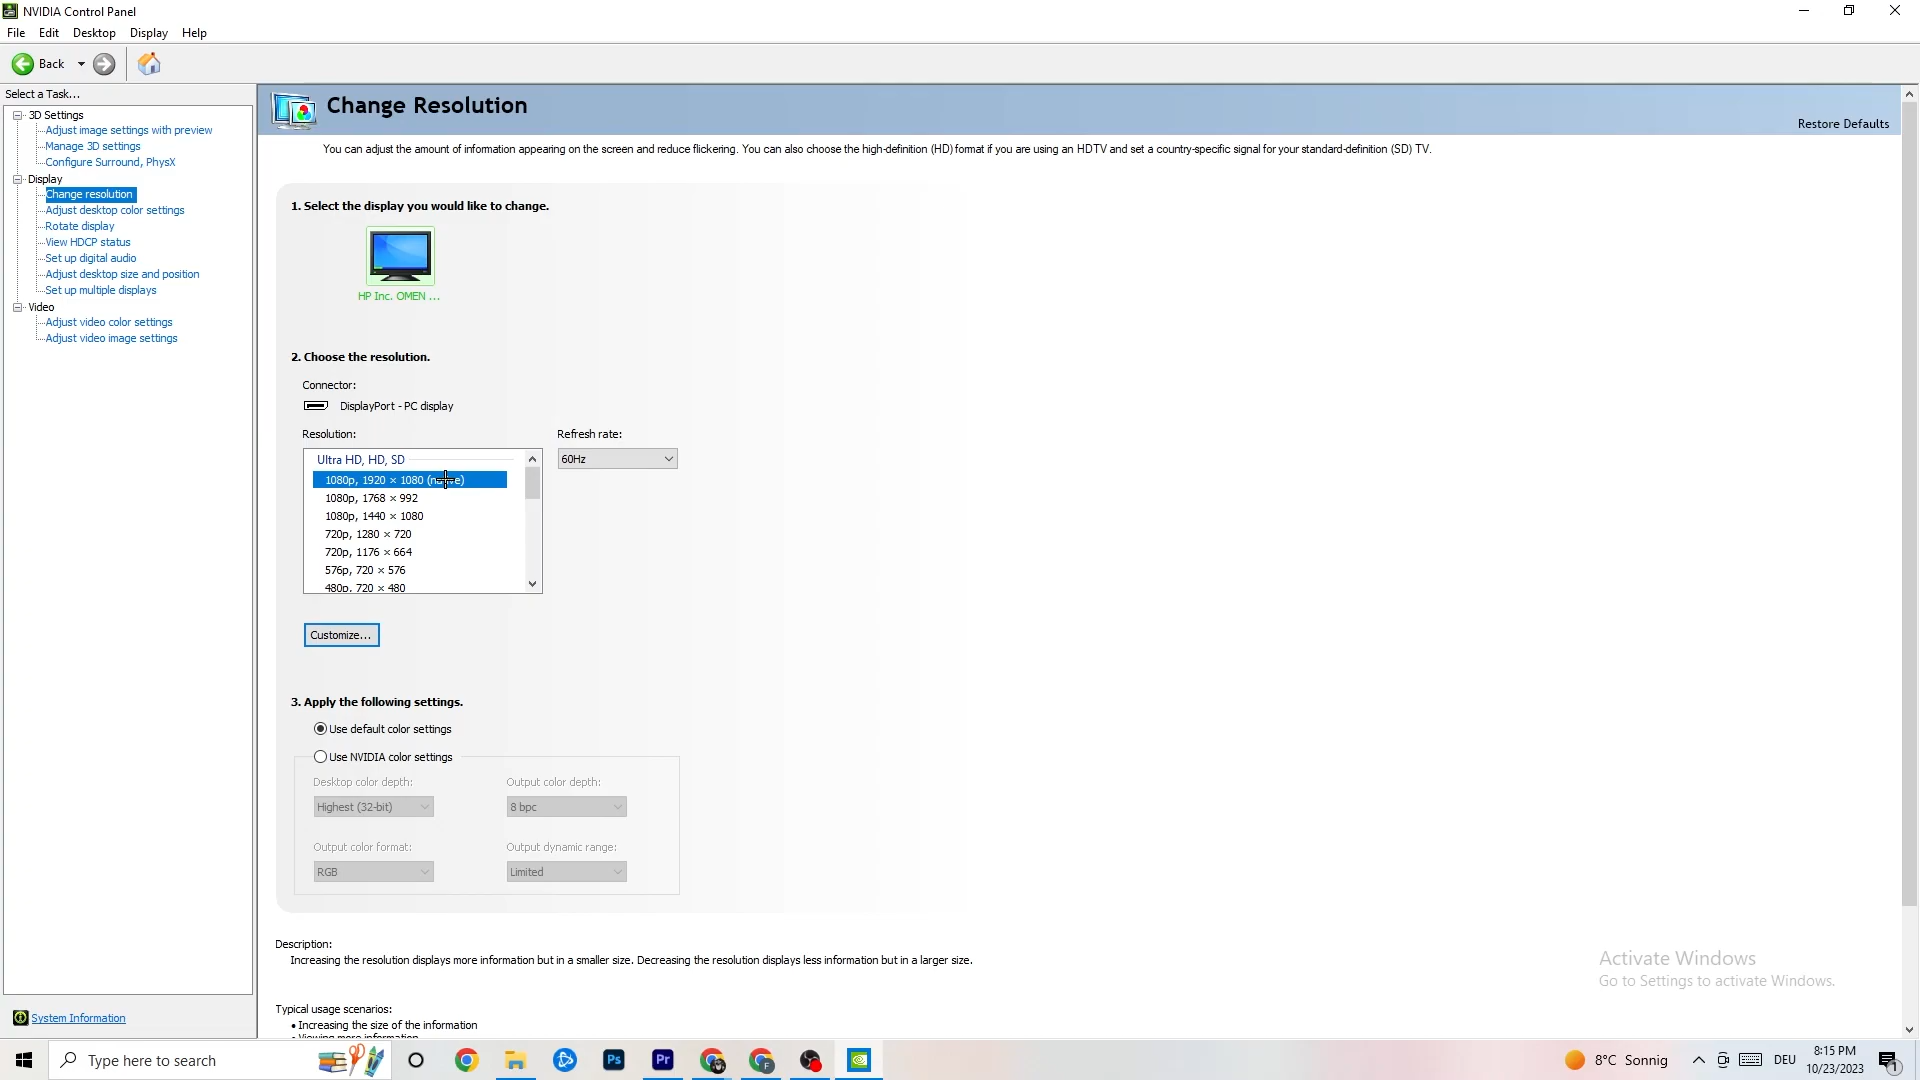 NVIDIA Control Panel
File Edit Desktop Display Help
Back
Select a Task...
3D Settings
Adjust image settings with preview
Manage 3D settings
Configure Surround, PhysX
Display
Change resolution
Adjust desktop color settings
Rotate display
View HDCP status
Set up digital audio
Adjust desktop size and position
Set up multiple displays
Video
Adjust video color settings
Adjust video image settings
System Information
Change Resolution
Restore Defaults
You can adjust the amount of information appearing on the screen and reduce flickering. You can also choose the high-definition (HD) format if you are using an HDTV and set a country-specific signal for your standard-definition (SD) TV.
1. Select the display you would like to change.
HP Inc. OMEN ...
2. Choose the resolution.
Connector:
DisplayPort - PC display
Resolution:
Refresh rate:
Ultra HD, HD, SD
60Hz
1080p, 1920 × 1080
1080p, 1768 × 992
1080p, 1440 × 1080
720p, 1280 × 720
720p, 1176 × 664
576p, 720 × 576
480p, 720 × 480
Customize...
3. Apply the following settings.
Use default color settings
Use NVIDIA color settings
Desktop color depth:
Output color depth:
Highest (32-bit)
8 bpc
Output color format:
Output dynamic range:
RGB
Limited
Description:
Increasing the resolution displays more information but in a smaller size. Decreasing the resolution displays less information but in a larger size.
Typical usage scenarios:
• Increasing the size of the information
Activate Windows
Go to Settings to activate Windows.
Type here to search
Ps
Pr
F
8°C Sonnig
DEU
8:15 PM
10/23/2023
1